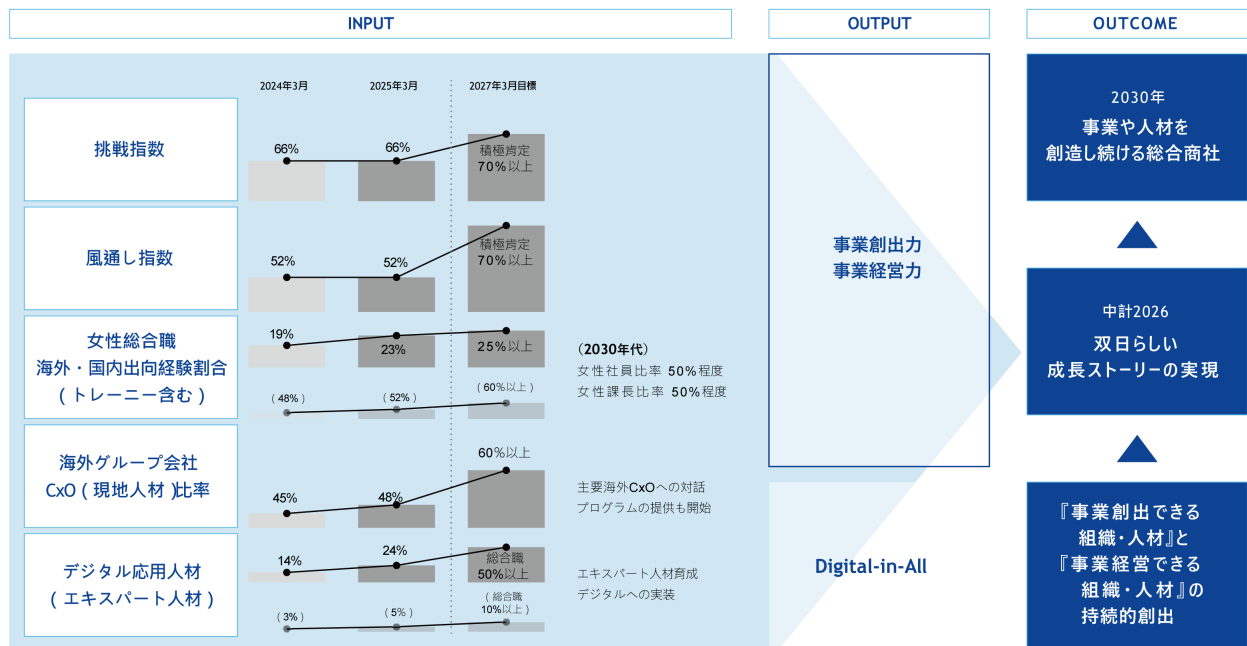 INPUT
OUTPUT
OUTCOME
2024年3月
2025年3月
2027年3月目標
挑戦指数
66%
66%
積極肯定
70%以上
風通し指数
52%
52%
積極肯定
70%以上
女性総合職
海外・国内出向経験割合
(トレーニー含む)
19%
23%
25%以上
(48%)
(52%)
(60%以上)
(2030年代)
女性社員比率 50%程度
女性課長比率 50%程度
海外グループ会社
CxO(現地人材)比率
45%
48%
60%以上
主要海外CxOへの対話
プログラムの提供も開始
デジタル応用人材
(エキスパート人材)
14%
24%
総合職
50%以上
(3%)
(5%)
(総合職
10%以上)
エキスパート人材育成
デジタルへの実装
事業創出力
事業経営力
Digital-in-All
2030年
事業や人材を
創造し続ける総合商社
中計2026
双日らしい
成長ストーリーの実現
『事業創出できる
組織・人材』と
『事業経営できる
組織・人材』の
持続的創出